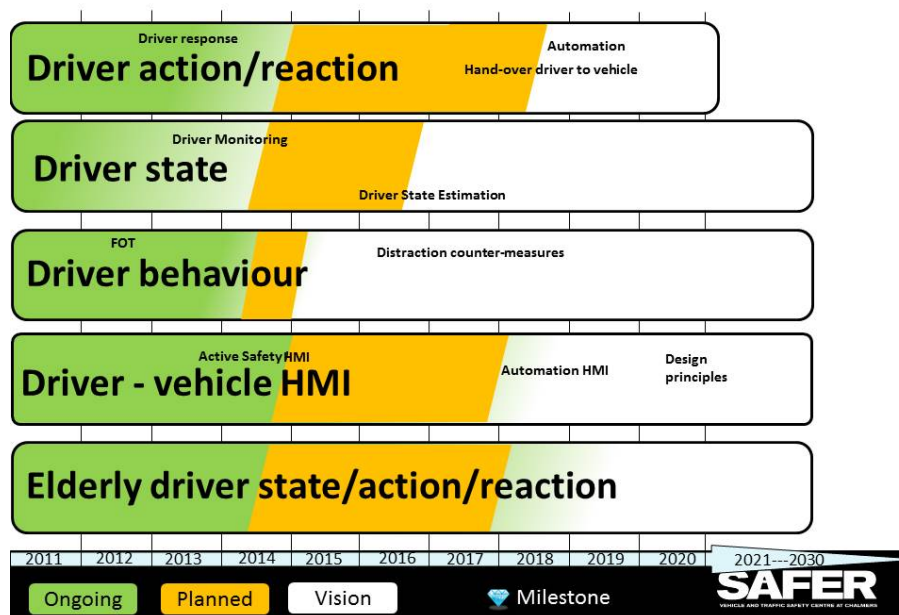 Driver response
Automation
Driver action/reaction
Hand-over driver to vehicle
Driver Monitoring
Driver state
Driver State Estimation
FOT
Distraction counter-measures
Driver behaviour
Active Safety HMI
Automation HMI
Design
principles
Driver - vehicle HMI
Elderly driver state/action/reaction
2011 2012 2013 2014 2015 2016 2017 2018 2019 2020 2021---2030
Ongoing Planned Vision Milestone
SAFER
VEHICLE AND TRAFFIC SAFETY CENTRE AT CHALMERS